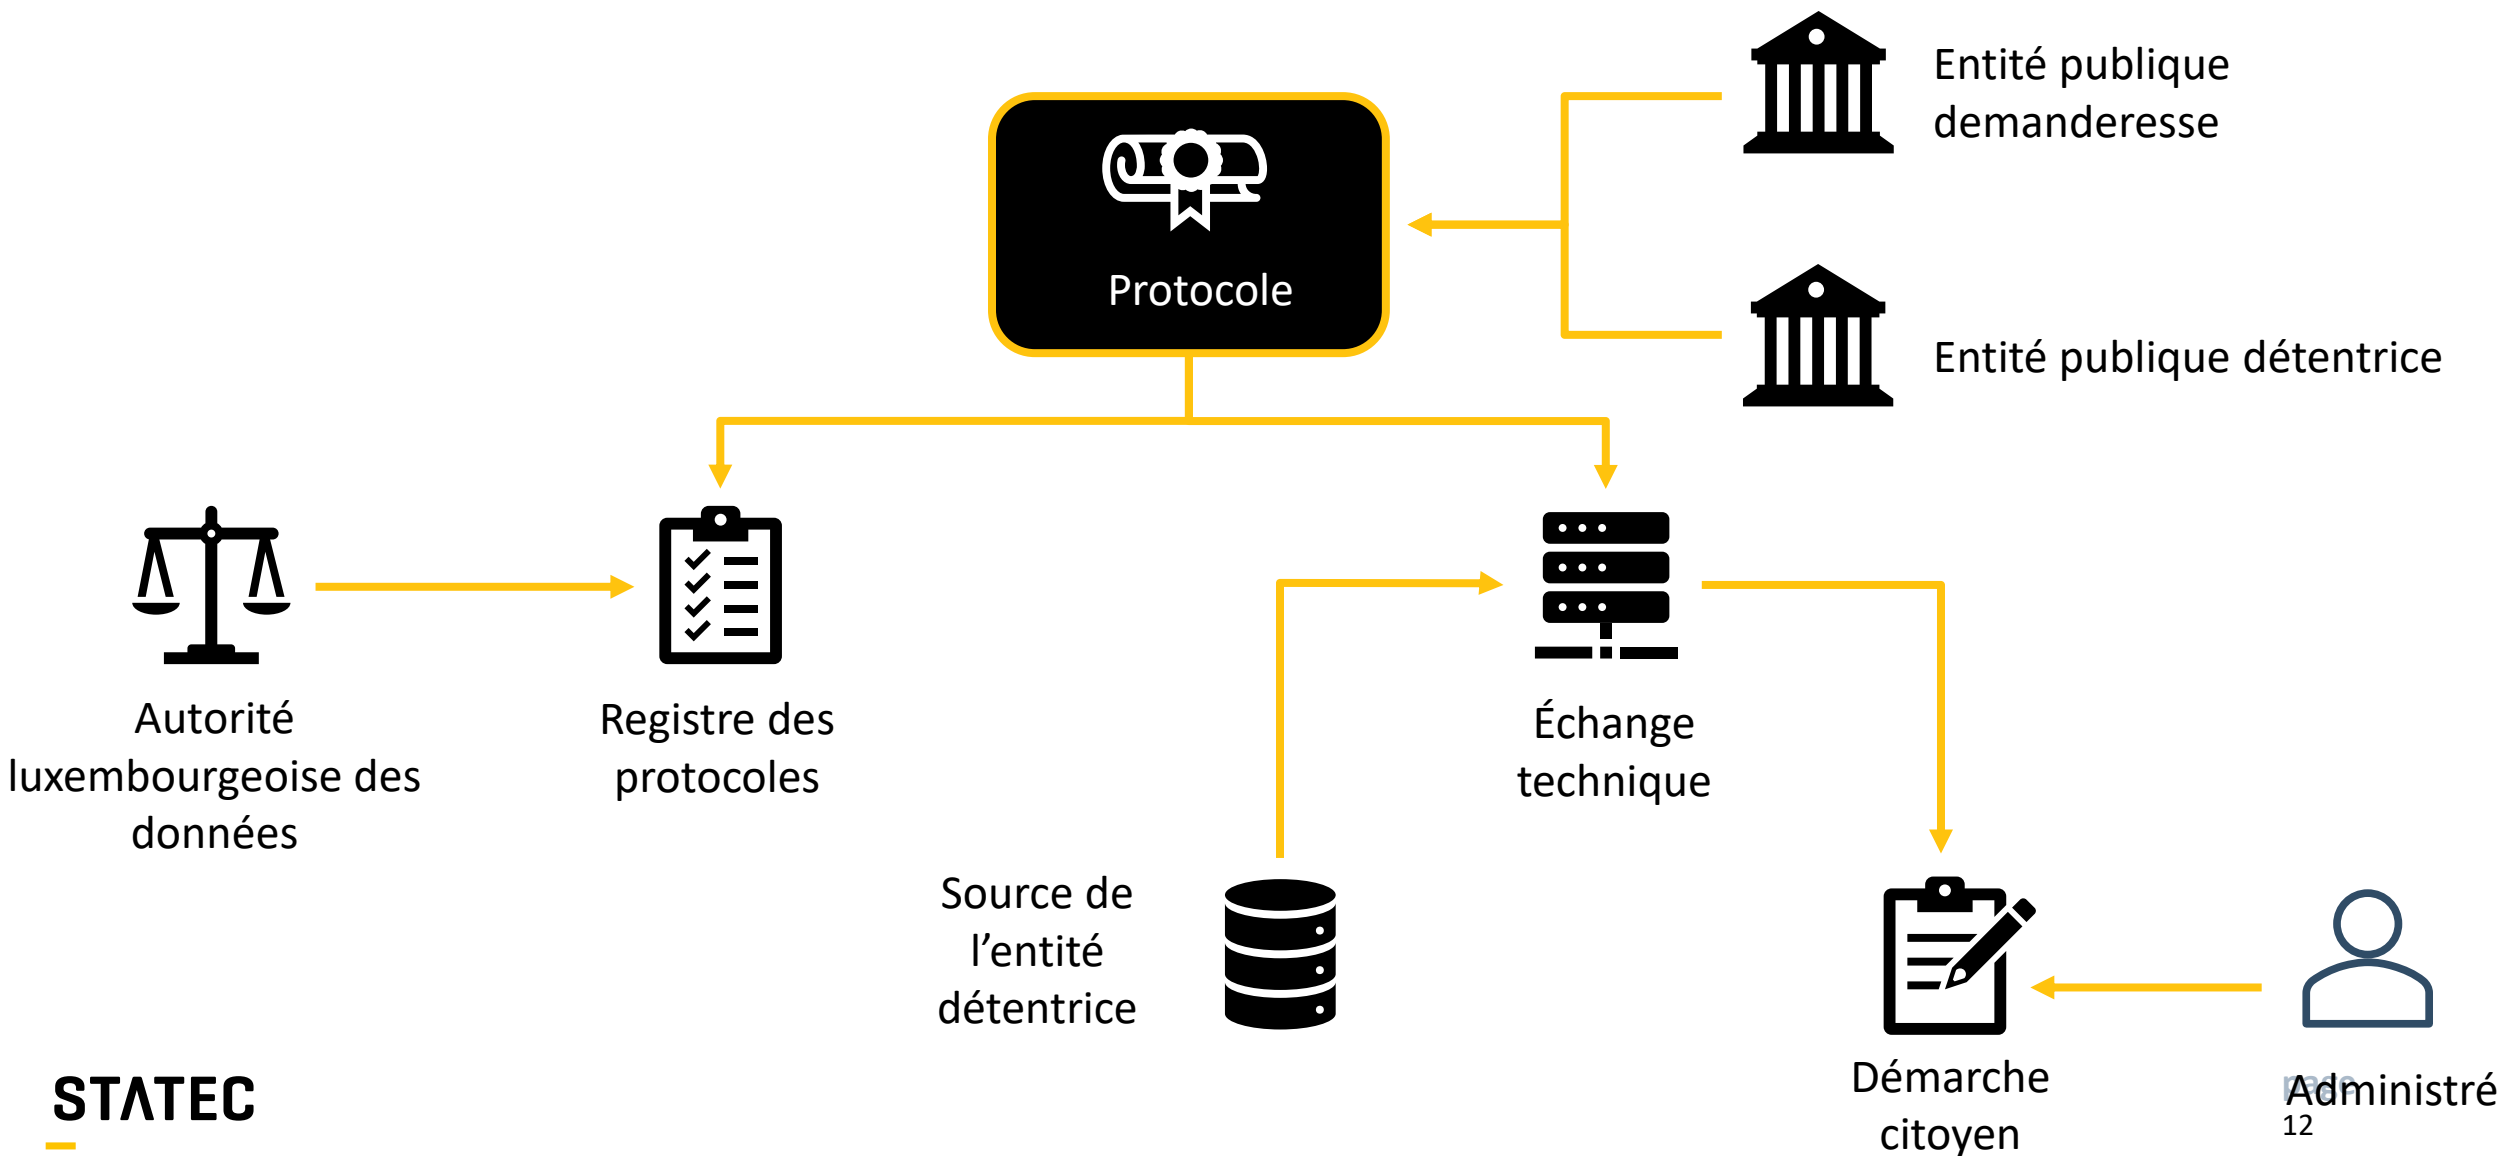 Entité publique
demanderesse
Protocole
Entité publique détentrice
Autorité
luxembourgeoise des
données
Registre des
protocoles
Échange
technique
Source de
l’entité
détentrice
Démarche
citoyen
Administré
page
12
STATEC